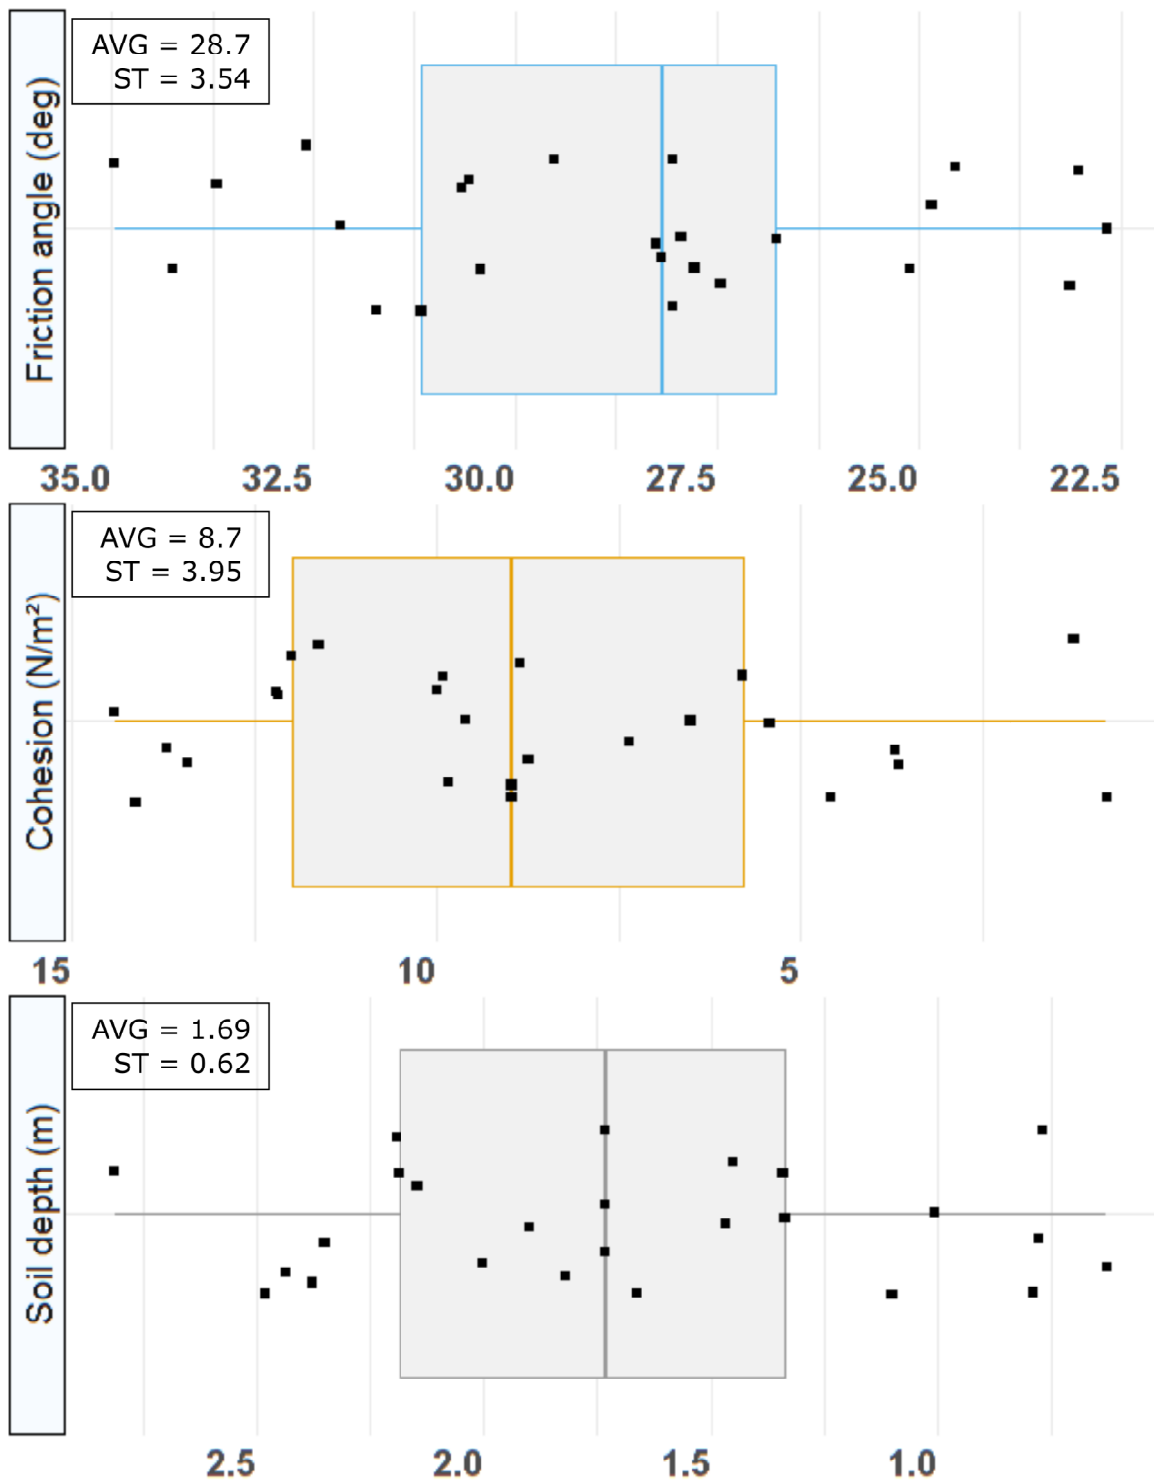 Friction angle (deg)
AVG = 28.7
ST = 3.54
35.0 32.5 30.0 27.5 25.0 22.5
Cohesion (N/m²)
AVG = 8.7
ST = 3.95
15 10 5
Soil depth (m)
AVG = 1.69
ST = 0.62
2.5 2.0 1.5 1.0